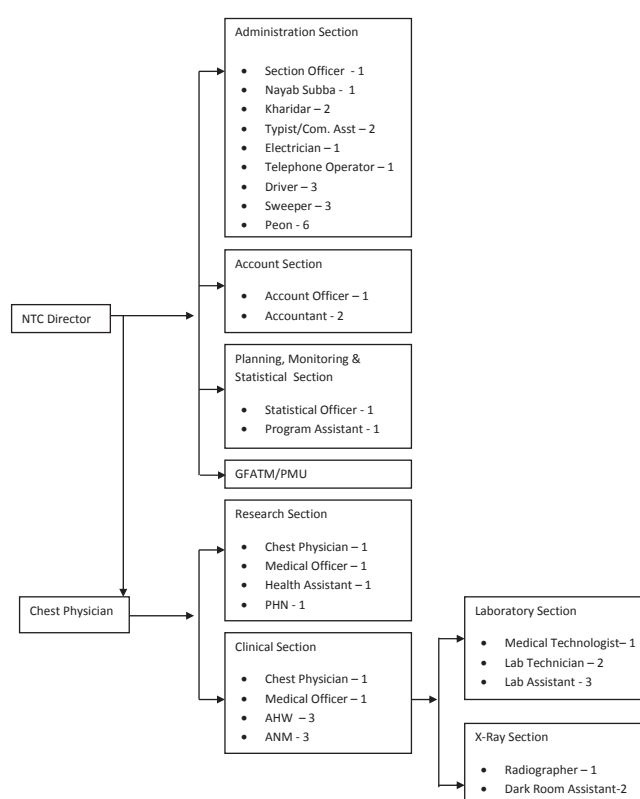 Administration Section
• Section Officer - 1
• Nayab Subba - 1
• Kharidar – 2
• Typist/Com. Asst – 2
• Electrician – 1
• Telephone Operator – 1
• Driver – 3
• Sweeper – 3
• Peon - 6
Account Section
• Account Officer – 1
• Accountant - 2
NTC Director
Planning, Monitoring &
Statistical Section
• Statistical Officer - 1
• Program Assistant - 1
GFATM/PMU
Research Section
• Chest Physician – 1
• Medical Officer – 1
• Health Assistant – 1
• PHN - 1
Chest Physician
Clinical Section
• Chest Physician – 1
• Medical Officer – 1
• AHW – 3
• ANM - 3
Laboratory Section
• Medical Technologist– 1
• Lab Technician – 2
• Lab Assistant - 3
X-Ray Section
• Radiographer – 1
• Dark Room Assistant-2